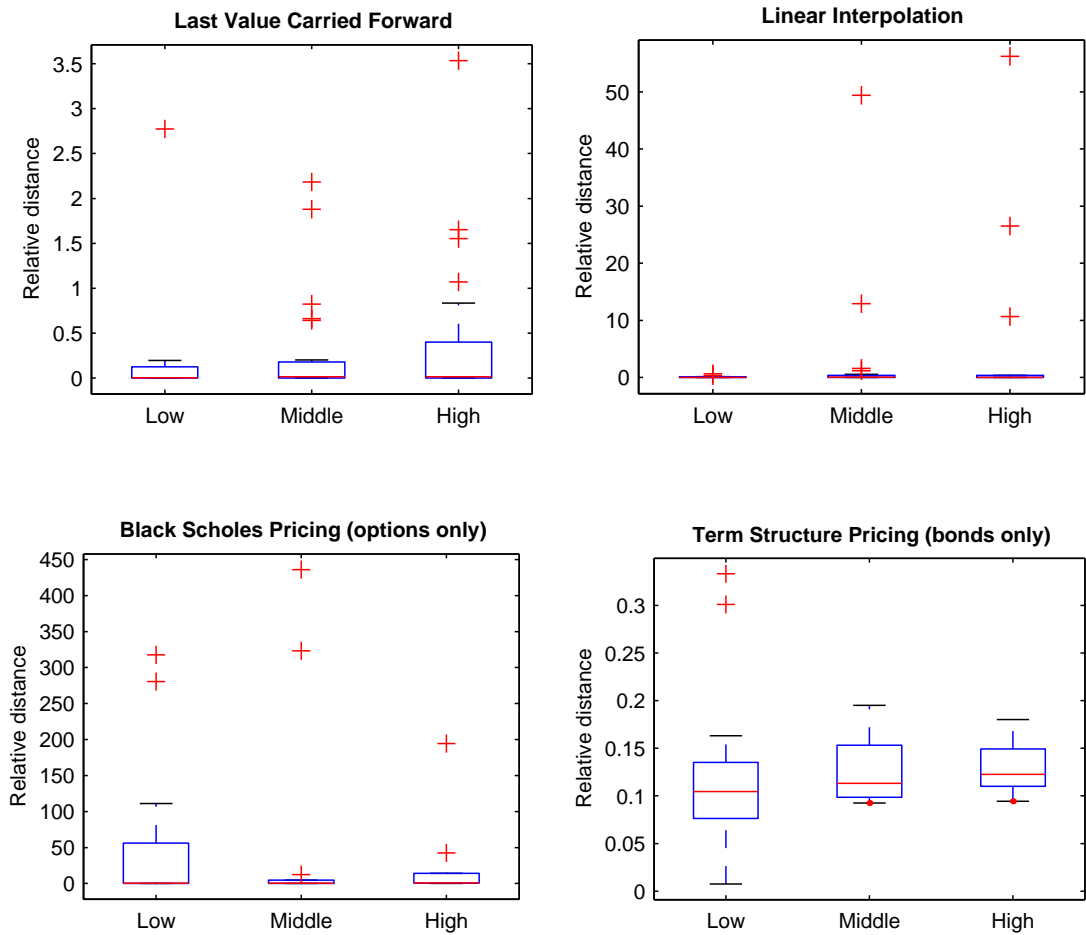 Last Value Carried Forward
3.5
3
2.5
2
1.5
1
0.5
0
Relative distance
Low Middle High
Linear Interpolation
50
40
30
20
10
0
Relative distance
Low Middle High
Black Scholes Pricing (options only)
450
400
350
300
250
200
150
100
50
0
Relative distance
Low Middle High
Term Structure Pricing (bonds only)
0.3
0.25
0.2
0.15
0.1
0.05
0
Relative distance
Low Middle High